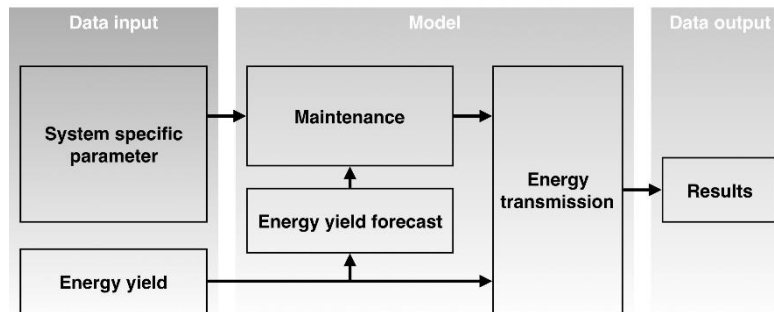 Data input
Model
Data output
System specific
parameter
Maintenance
Energy
transmission
Results
Energy yield forecast
Energy yield